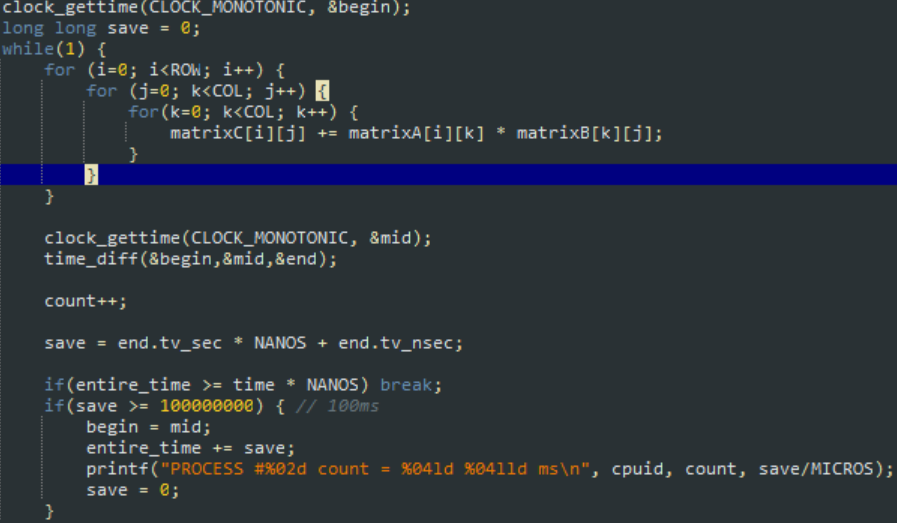 clock_gettime(CLOCK_MONOTONIC, &begin);
long long save = 0;
while(1) {
    for (i=0; i<ROW; i++) {
        for (j=0; k<COL; j++) {
            for(k=0; k<COL; k++) {
                matrixC[i][j] += matrixA[i][k] * matrixB[k][j];
            }
        }
    }
    clock_gettime(CLOCK_MONOTONIC, &mid);
    time_diff(&begin,&mid,&end);
    count++;
    save = end.tv_sec * NANOS + end.tv_nsec;
    if(entire_time >= time * NANOS) break;
    if(save >= 100000000) { // 100ms
        begin = mid;
        entire_time += save;
        printf("PROCESS #%02d count = %04ld %04lld ms\n", cpuid, count, save/MICROS);
        save = 0;
    }